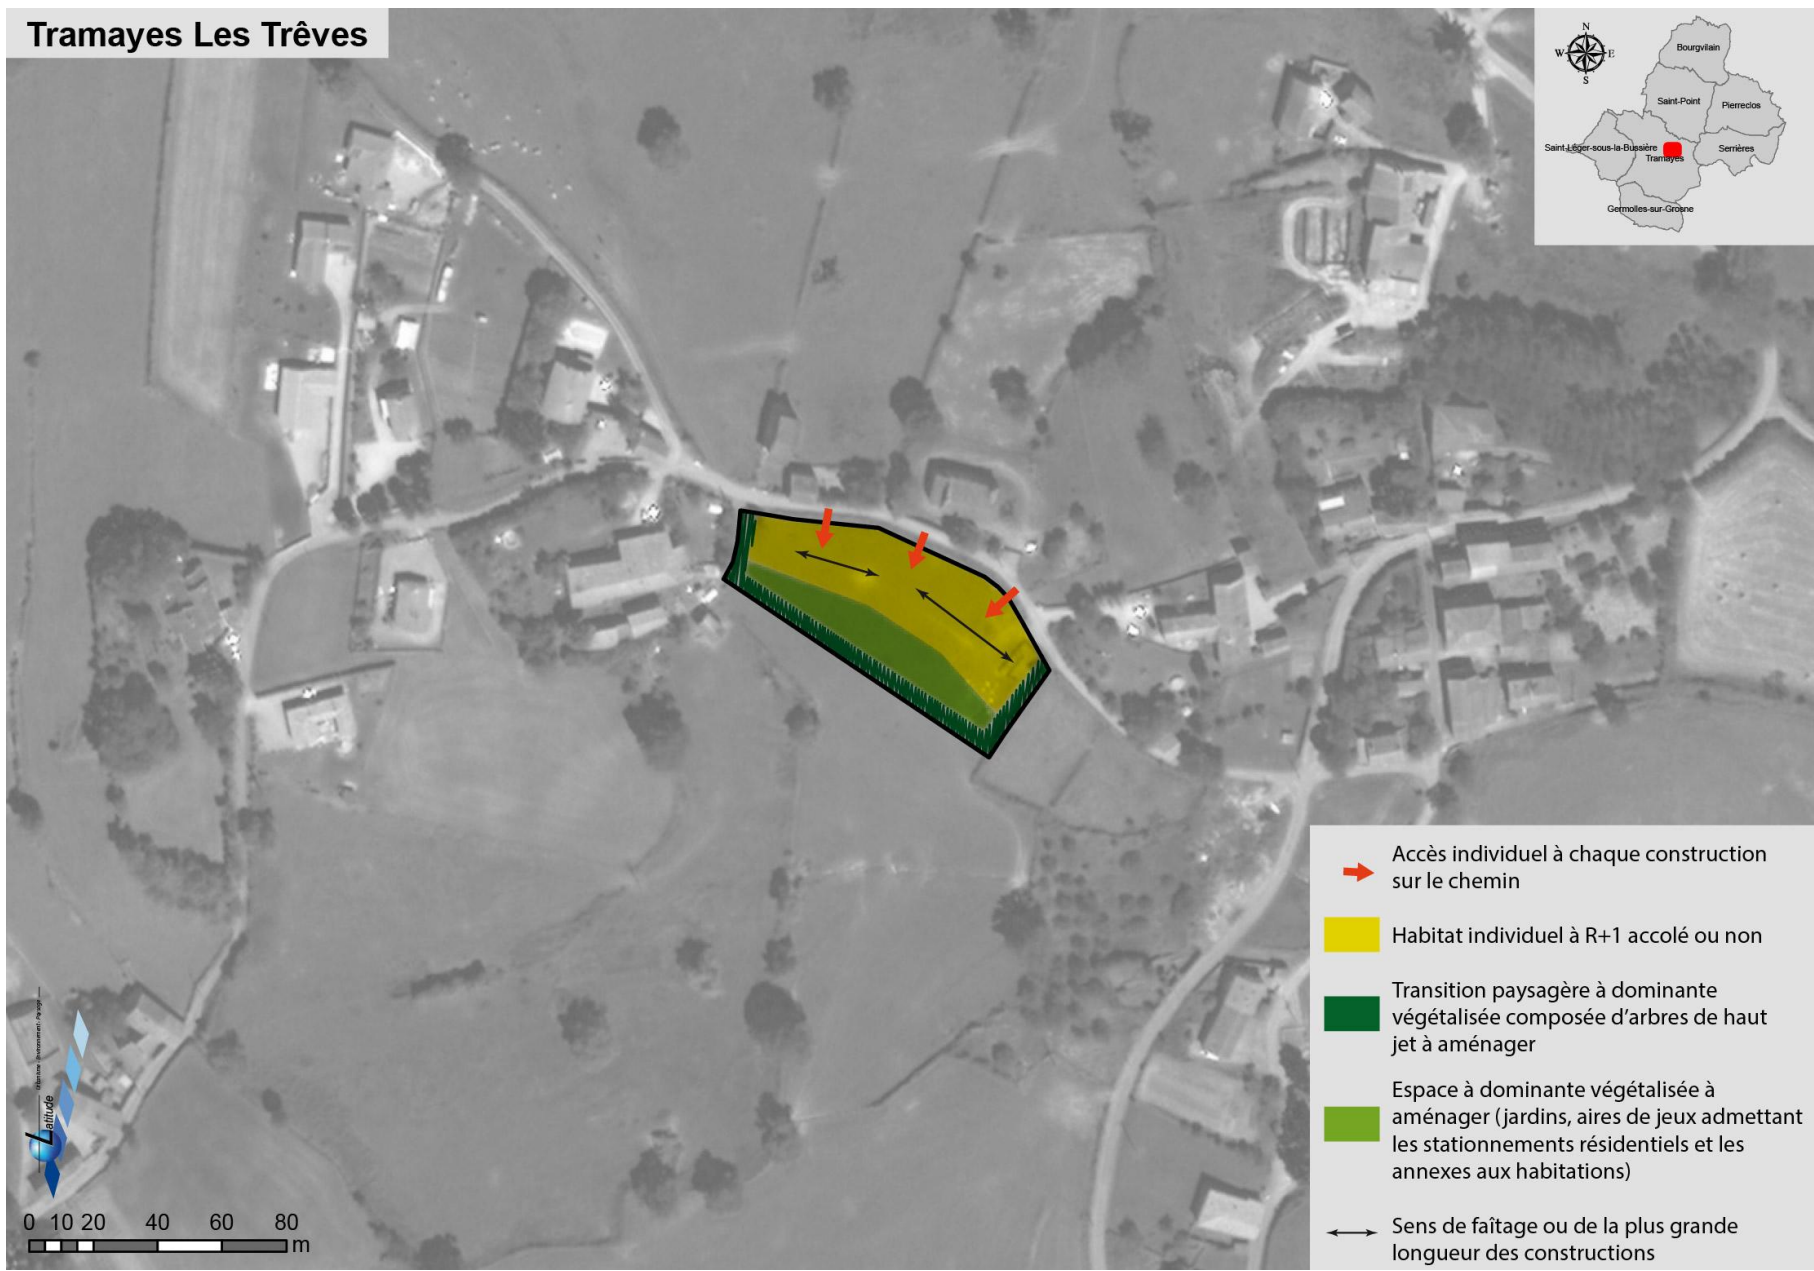 Tramayes Les Trêves
N
W
E
S
Bourgvilain
Saint-Point
Pierreclos
Saint-Léger-sous-la-Bussière
Tramayes
Serrières
Germolles-sur-Grosne
Accès individuel à chaque construction
sur le chemin
Habitat individuel à R+1 accolé ou non
Transition paysagère à dominante
végétalisée composée d'arbres de haut
jet à aménager
Espace à dominante végétalisée à
aménager (jardins, aires de jeux admettant
les stationnements résidentiels et les
annexes aux habitations)
Sens de faîtage ou de la plus grande
longueur des constructions
Latitude
Urbanisme - Environnement - Paysage
0 10 20 40 60 80
m